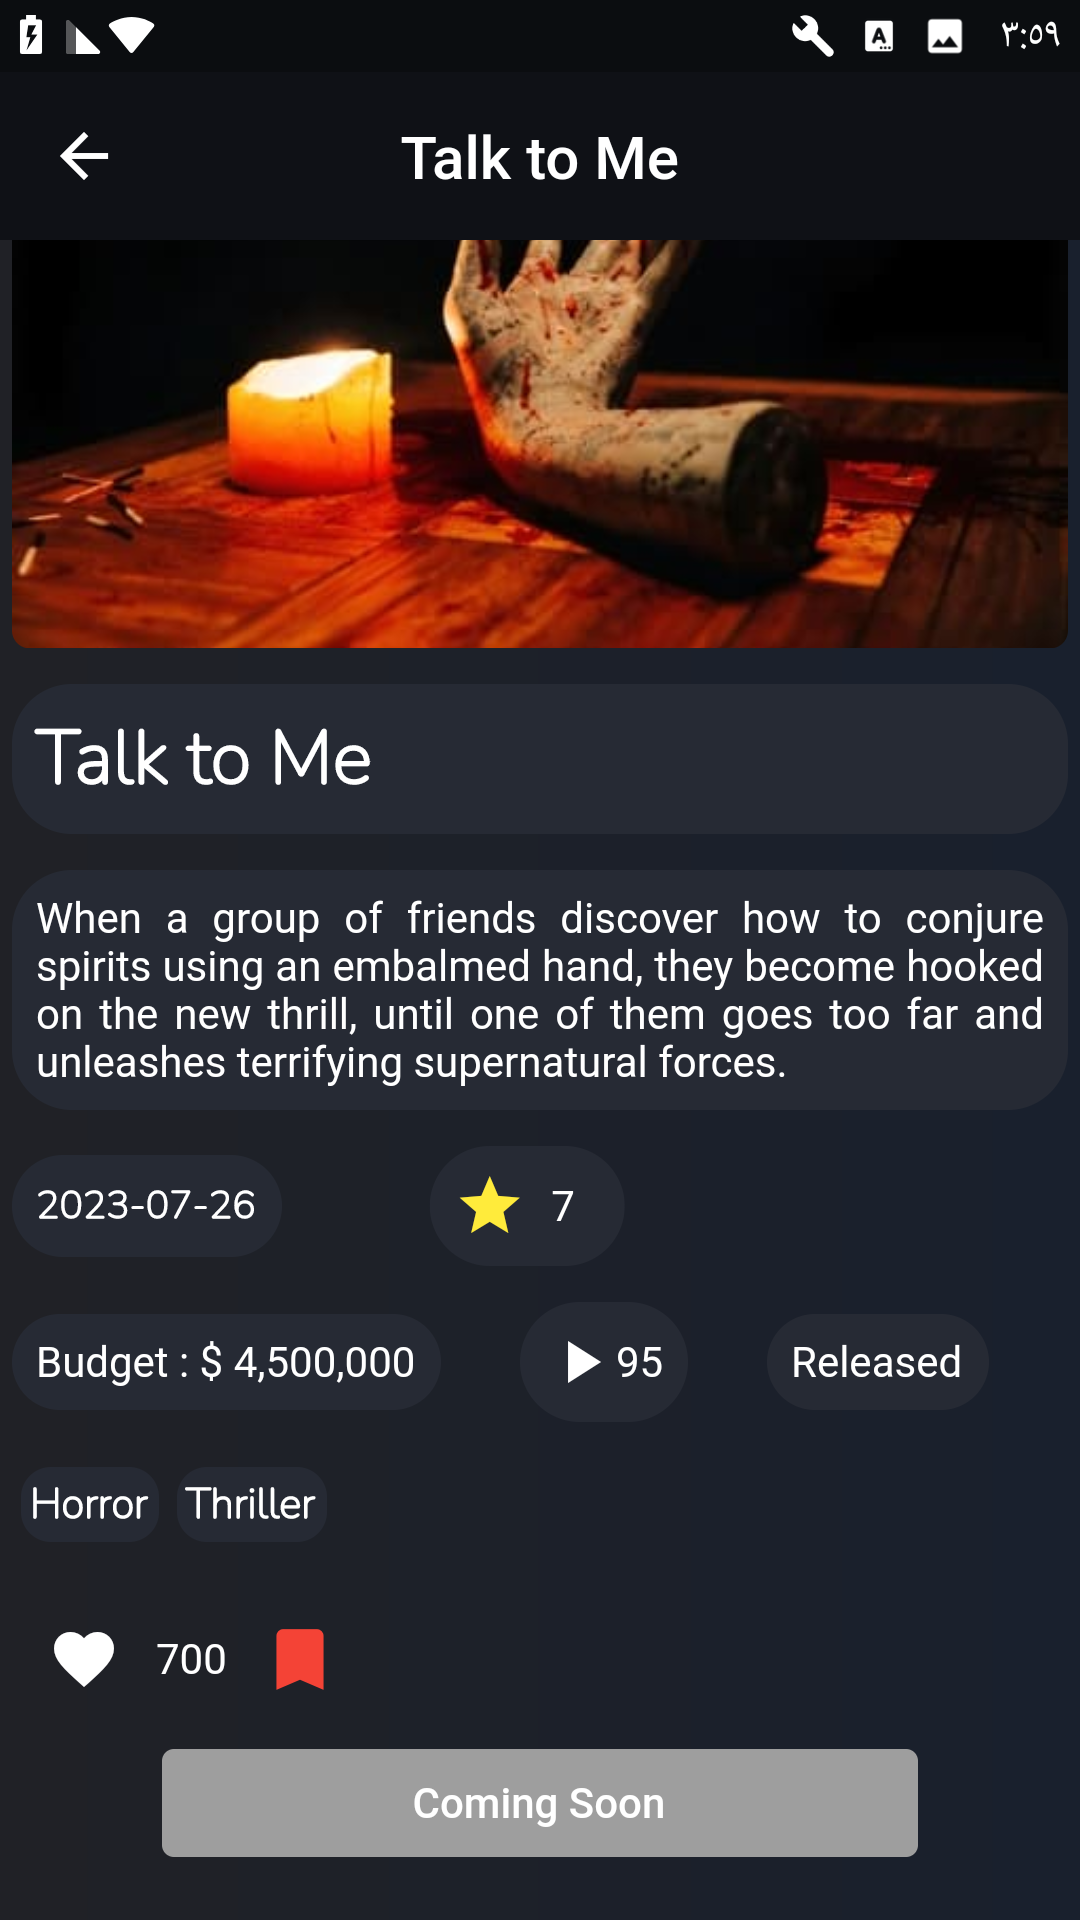 ٣:٥٩
Talk to Me
Talk to Me
When a group of friends discover how to conjure
spirits using an embalmed hand, they become hooked
on the new thrill, until one of them goes too far and
unleashes terrifying supernatural forces.
2023-07-26
7
Budget : $ 4,500,000
95
Released
Horror
Thriller
700
Coming Soon